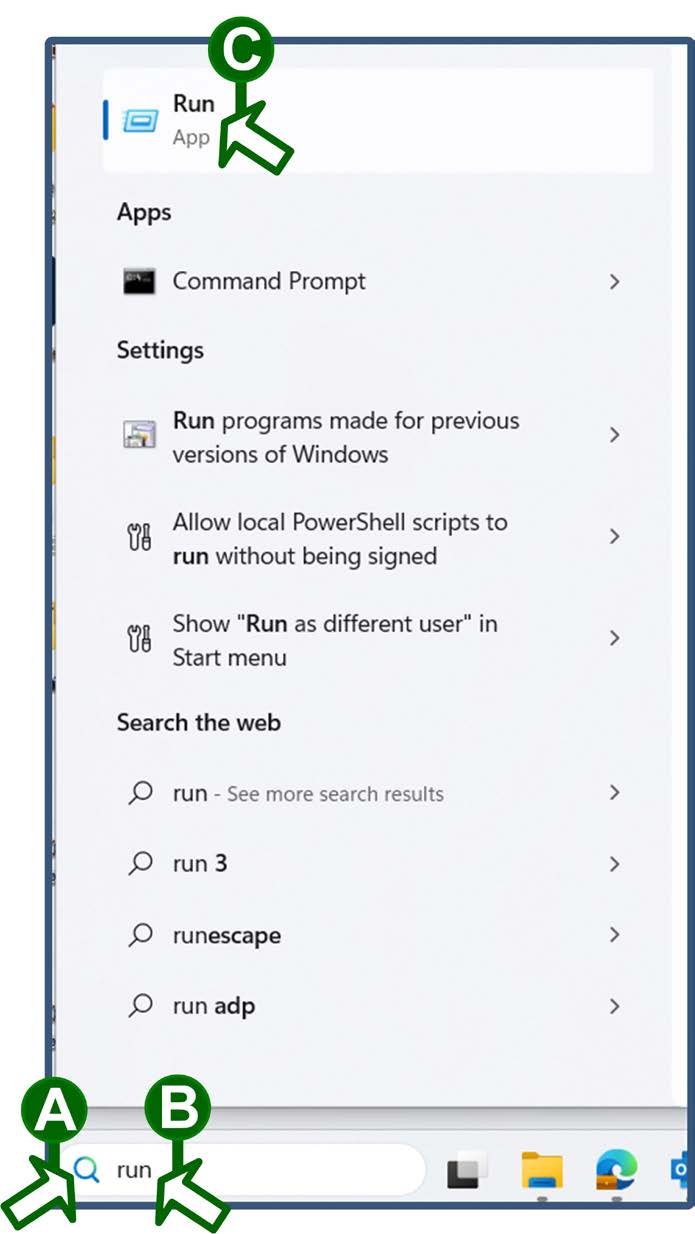 C
Run
App
Apps
Command Prompt
Settings
Run programs made for previous
versions of Windows
Allow local PowerShell scripts to
run without being signed
Show "Run as different user" in
Start menu
Search the web
run - See more search results
run 3
runescape
run adp
A
B
run